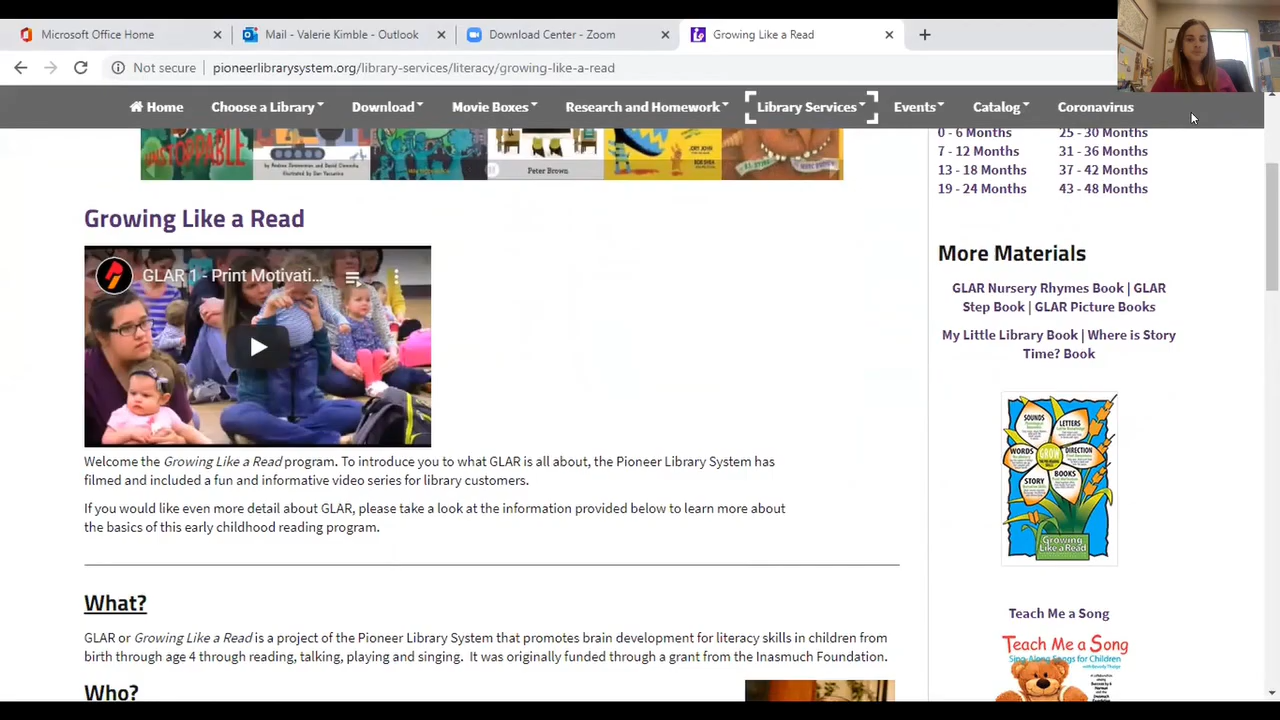 Microsoft Office Home
Mail - Valerie Kimble - Outlook
Download Center - Zoom
Growing Like a Read
Not secure
pioneerlibrarysystem.org/library-services/literacy/growing-like-a-read
Home
Choose a Library
Download
Movie Boxes
Research and Homework
Library Services
Events
Catalog
Coronavirus
UNSTOPPABLE
Peter Brown
JORY JOHN
0 - 6 Months
25 - 30 Months
7 - 12 Months
31 - 36 Months
13 - 18 Months
37 - 42 Months
19 - 24 Months
43 - 48 Months
Growing Like a Read
GLAR 1 - Print Motivati...
Welcome the Growing Like a Read program. To introduce you to what GLAR is all about, the Pioneer Library System has
filmed and included a fun and informative video series for library customers.
If you would like even more detail about GLAR, please take a look at the information provided below to learn more about
the basics of this early childhood reading program.
What?
GLAR or Growing Like a Read is a project of the Pioneer Library System that promotes brain development for literacy skills in children from
birth through age 4 through reading, talking, playing or singing. It was originally funded through a grant from the Inasmuch Foundation.
Who?
More Materials
GLAR Nursery Rhymes Book | GLAR
Step Book | GLAR Picture Books
My Little Library Book | Where is Story
Time? Book
SOUNDS
LETTERS
WORDS
GROW
DIRECTION
STORY
BOOKS
Growing
Like a Read
Teach Me a Song
Teach Me a Song
Sing-Along Songs for Children